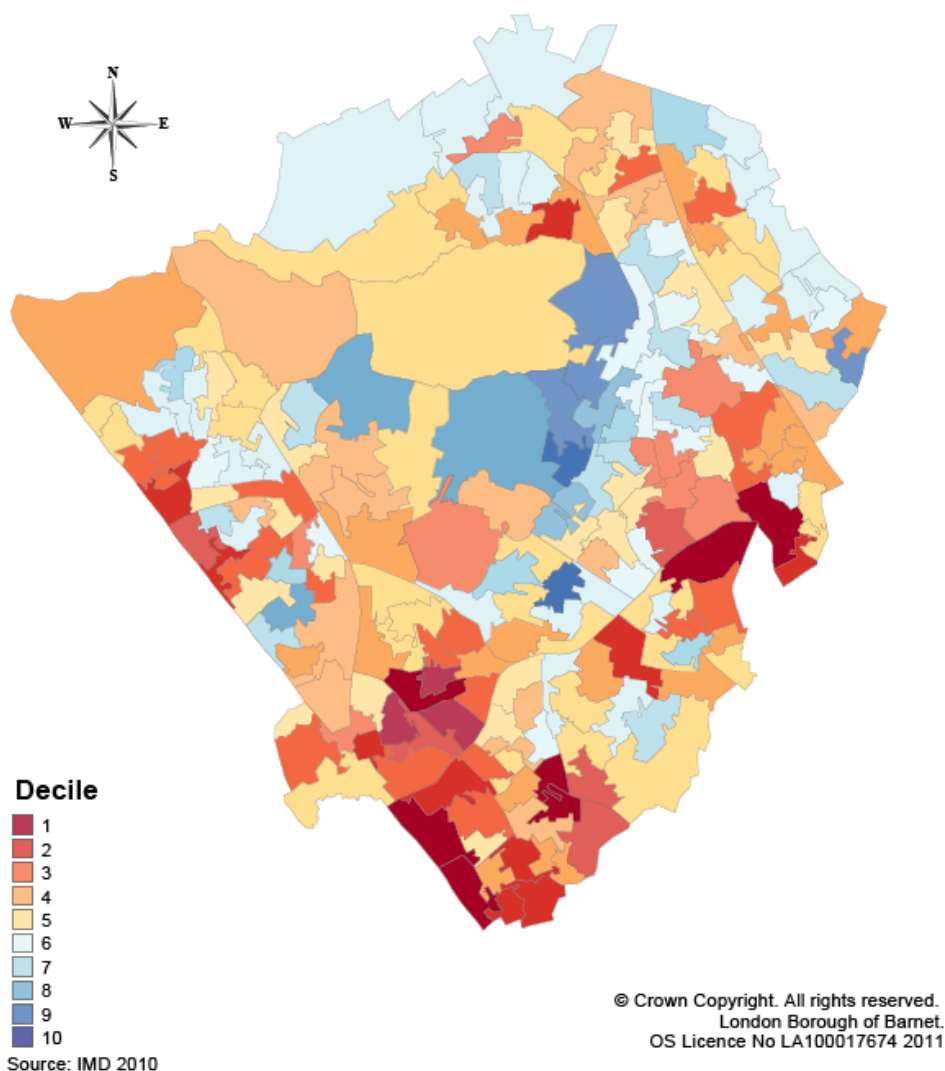 N
W E
S
Decile
1
2
3
4
5
6
7
8
9
10
Source: IMD 2010
© Crown Copyright. All rights reserved.
London Borough of Barnet.
OS Licence No LA100017674 2011